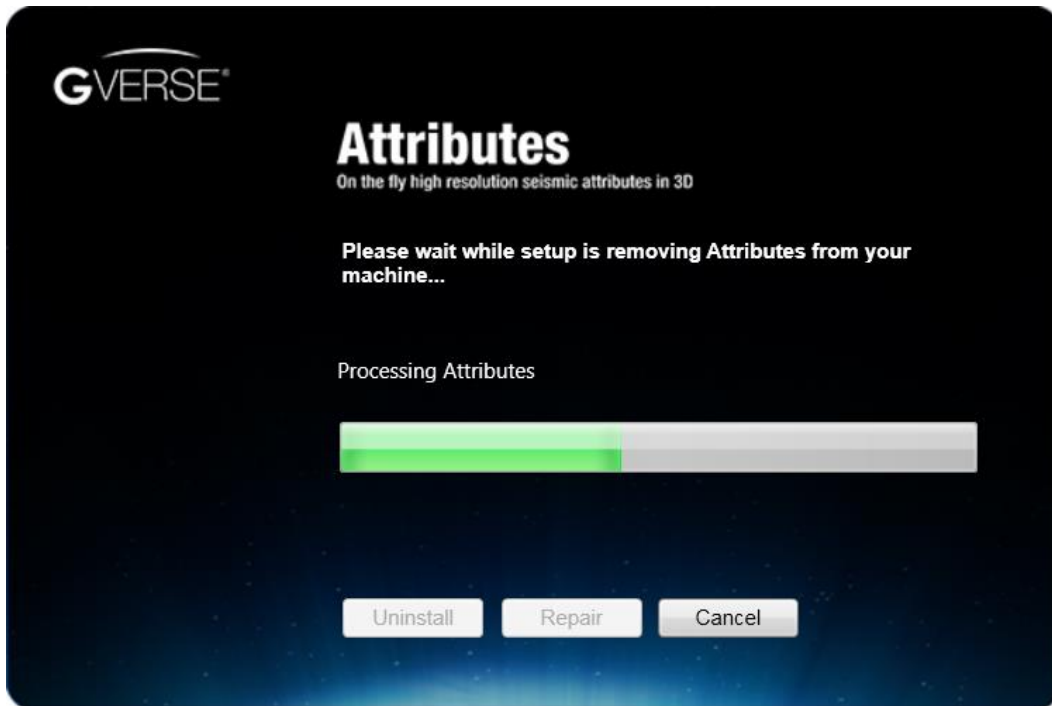 GVERSE®
Attributes
On the fly high resolution seismic attributes in 3D
Please wait while setup is removing Attributes from your
machine...
Processing Attributes
Uninstall Repair Cancel